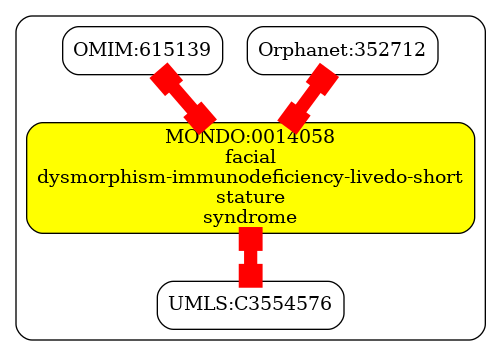 OMIM:615139
Orphanet:352712
MONDO:0014058
facial
dysmorphism-immunodeficiency-livedo-short
stature
syndrome
UMLS:C3554576